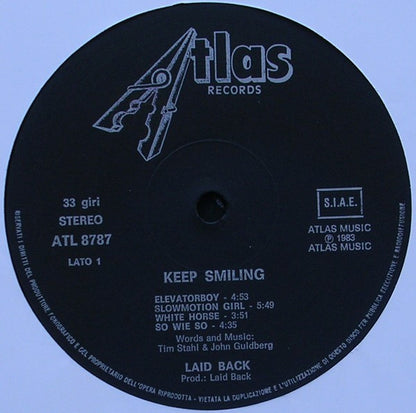 Atlas
RECORDS
33 giri
STEREO
ATL 8787
LATO 1
S.I.A.E.
ATLAS MUSIC
Ⓟ 1983
ATLAS MUSIC
KEEP SMILING
ELEVATORBOY - 4:53
SLOWMOTION GIRL - 5:49
WHITE HORSE - 3:51
SO WIE SO - 4:35
Words and Music:
Tim Stahl & John Guldberg
LAID BACK
Prod.: Laid Back
RISERVATI I DIRITTI DEL PRODUTTORE FONOGRAFICO E DEL PROPRIETARIO DELL'OPERA RIPRODOTTA - VIETATA LA DUPLICAZIONE E L'UTILIZZAZIONE DI QUESTO DISCO PER PUBBLICA ESECUZIONE E RADIODIFFUSIONE